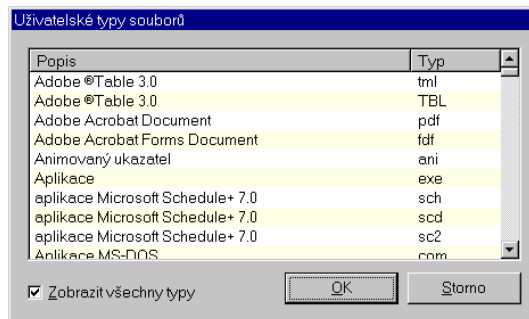 Uživatelské typy souborů
Popis Typ
Adobe ®Table 3.0 tml
Adobe ®Table 3.0 TBL
Adobe Acrobat Document pdf
Adobe Acrobat Forms Document fdf
Animovaný ukazatel ani
Aplikace exe
aplikace Microsoft Schedule+ 7.0 sch
aplikace Microsoft Schedule+ 7.0 scd
aplikace Microsoft Schedule+ 7.0 sc2
Aplikace MS-DOS com
Zobrazit všechny typy OK Storno